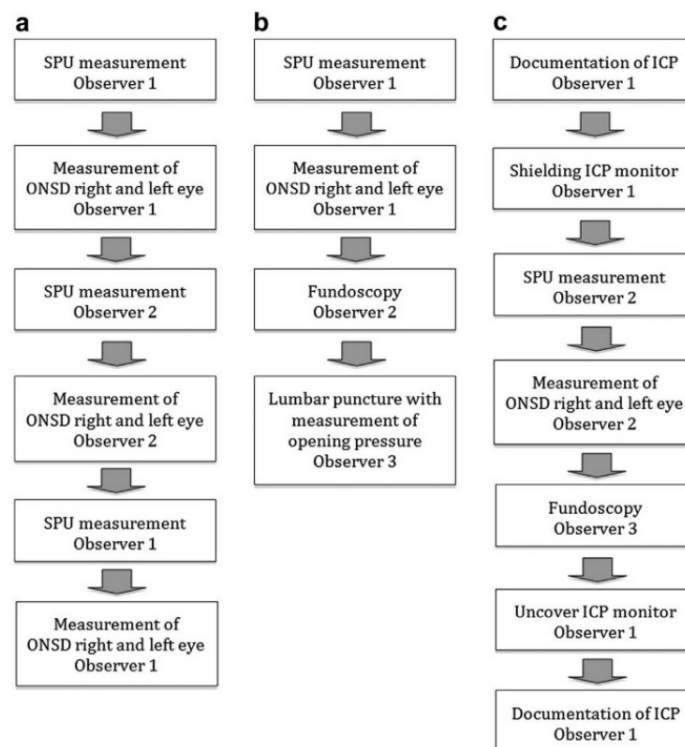 a
SPU measurement
Observer 1
Measurement of
ONSD right and left eye
Observer 1
SPU measurement
Observer 2
Measurement of
ONSD right and left eye
Observer 2
SPU measurement
Observer 1
Measurement of
ONSD right and left eye
Observer 1
b
SPU measurement
Observer 1
Measurement of
ONSD right and left eye
Observer 1
Fundoscopy
Observer 2
Lumbar puncture with
measurement of
opening pressure
Observer 3
c
Documentation of ICP
Observer 1
Shielding ICP monitor
Observer 1
SPU measurement
Observer 2
Measurement of
ONSD right and left eye
Observer 2
Fundoscopy
Observer 3
Uncover ICP monitor
Observer 1
Documentation of ICP
Observer 1